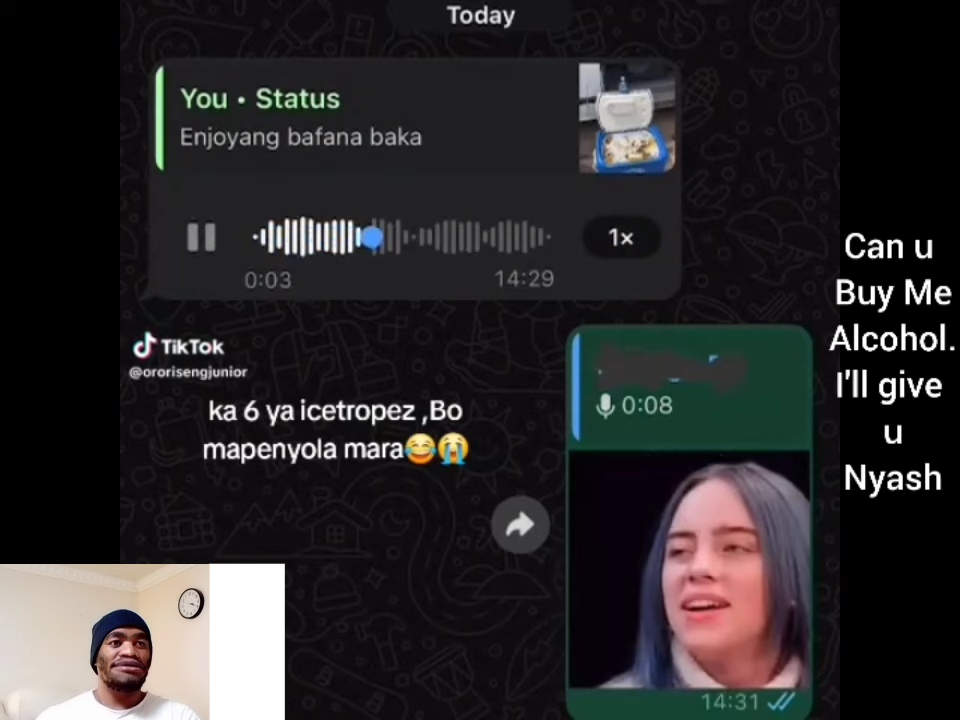 Today
You • Status
Enjoyang bafana baka
1×
0:03
14:29
TikTok
@ororisengjunior
ka 6 ya icetropez ,Bo
mapenyola mara😂😭
0:08
14:31
Can u
Buy Me
Alcohol.
I'll give
u
Nyash